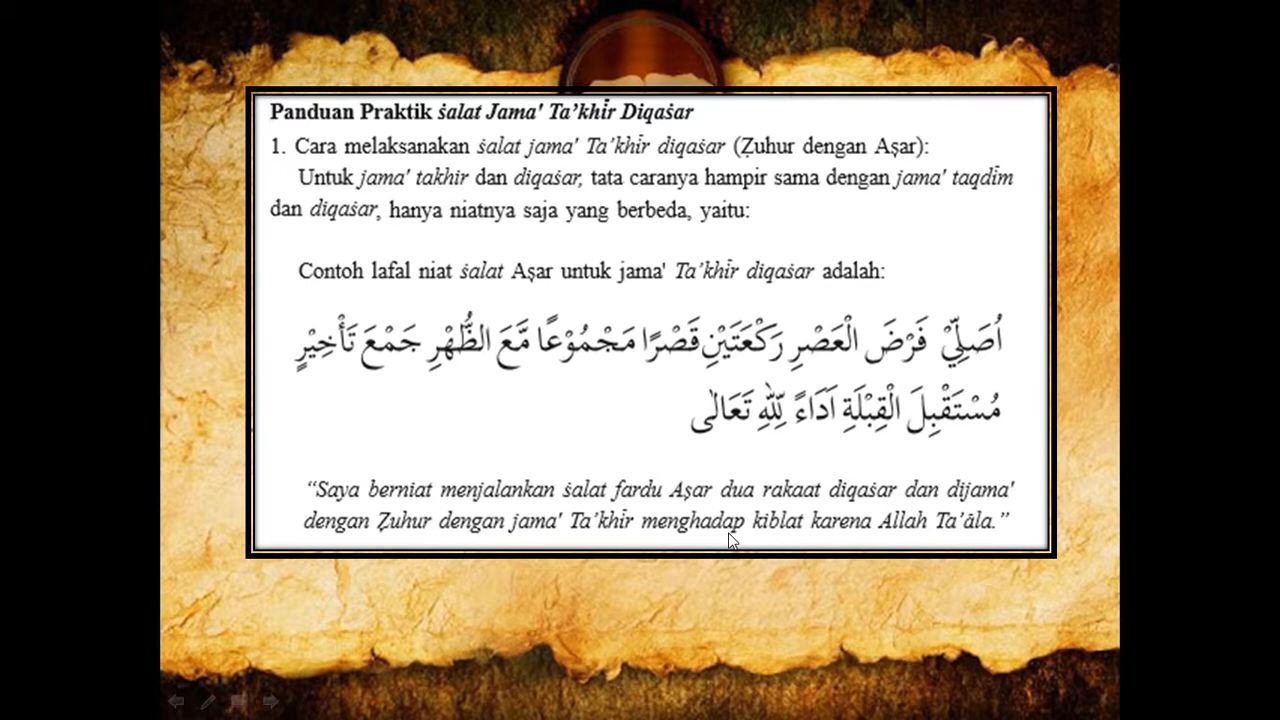 Panduan Praktik ṡalat Jama' Ta’khīr Diqaṡar
1. Cara melaksanakan ṡalat jama' Ta’khīr diqaṡar (Ẓuhur dengan Aṣar):
Untuk jama' takhir dan diqaṡar, tata caranya hampir sama dengan jama' taqdīm
dan diqaṡar, hanya niatnya saja yang berbeda, yaitu:
Contoh lafal niat ṡalat Aṣar untuk jama' Ta’khīr diqaṡar adalah:
اُصَلِّيْ فَرْضَ الْعَصْرِ رَكْعَتَيْنِ قَصْرًا مَجْمُوْعًا مَّعَ الظُّهْرِ جَمْعَ تَأْخِيْرٍ
مُسْتَقْبِلَ الْقِبْلَةِ اَدَاءً لِلّٰهِ تَعَالٰى
“Saya berniat menjalankan ṡalat fardu Aṣar dua rakaat diqaṡar dan dijama'
dengan Ẓuhur dengan jama' Ta’khīr menghadap kiblat karena Allah Ta’āla.”